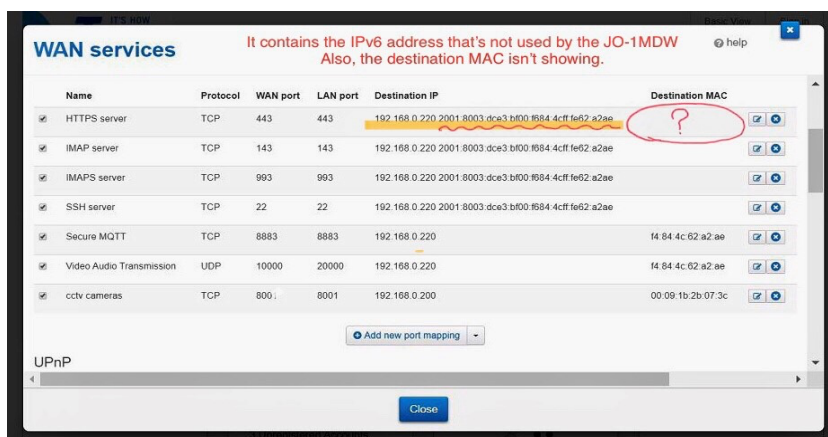 IT'S HOW
Basic View
WAN services
It contains the IPv6 address that's not used by the JO-1MDW
Also, the destination MAC isn't showing.
help
Name Protocol WAN port LAN port Destination IP Destination MAC
HTTPS server TCP 443 443 192.168.0.220 2001:8003:dce3:bf00:f684:4cff:fe62:a2ae ?
IMAP server TCP 143 143 192.168.0.220 2001:8003:dce3:bf00:f684:4cff:fe62:a2ae
IMAPS server TCP 993 993 192.168.0.220 2001:8003:dce3:bf00:f684:4cff:fe62:a2ae
SSH server TCP 22 22 192.168.0.220 2001:8003:dce3:bf00:f684:4cff:fe62:a2ae
Secure MQTT TCP 8883 8883 192.168.0.220 f4:84:4c:62:a2:ae
Video Audio Transmission UDP 10000 20000 192.168.0.220 f4:84:4c:62:a2:ae
cctv cameras TCP 8001 192.168.0.200 00:09:1b:2b:07:3c
Add new port mapping
UPnP
Close